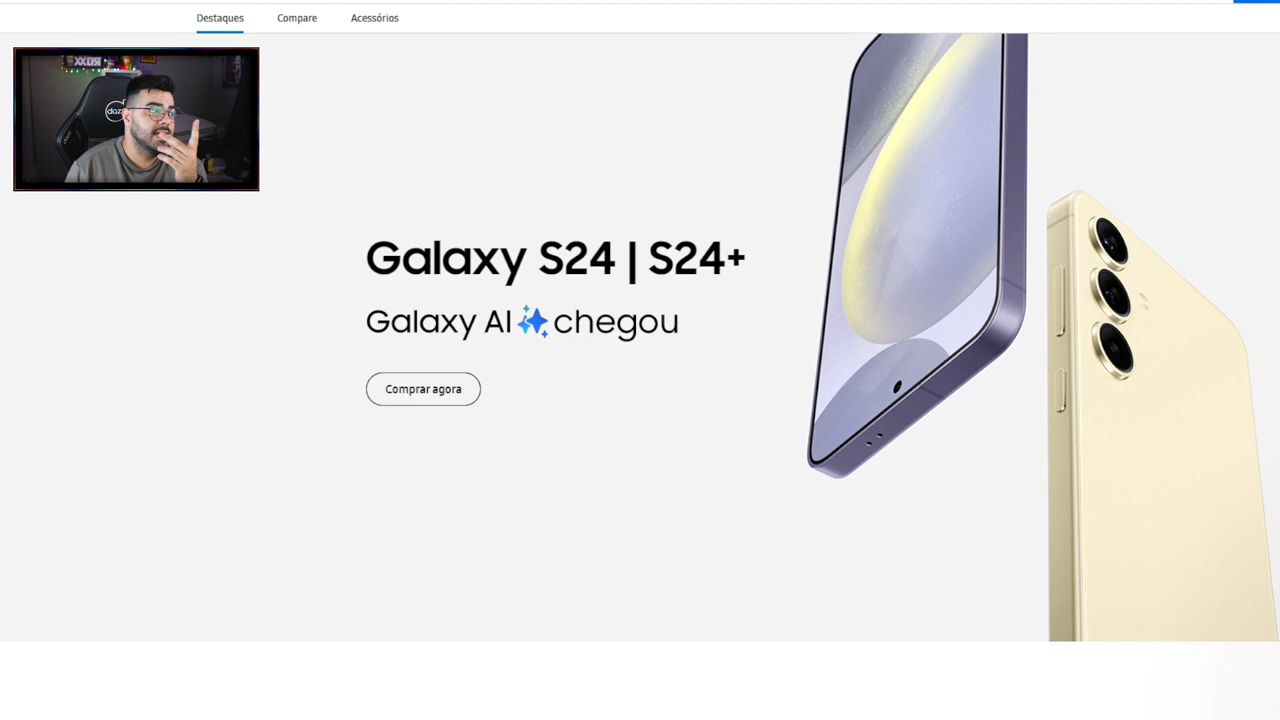 Destaques
Compare
Acessórios
Galaxy S24 | S24+
Galaxy AI chegou
Comprar agora